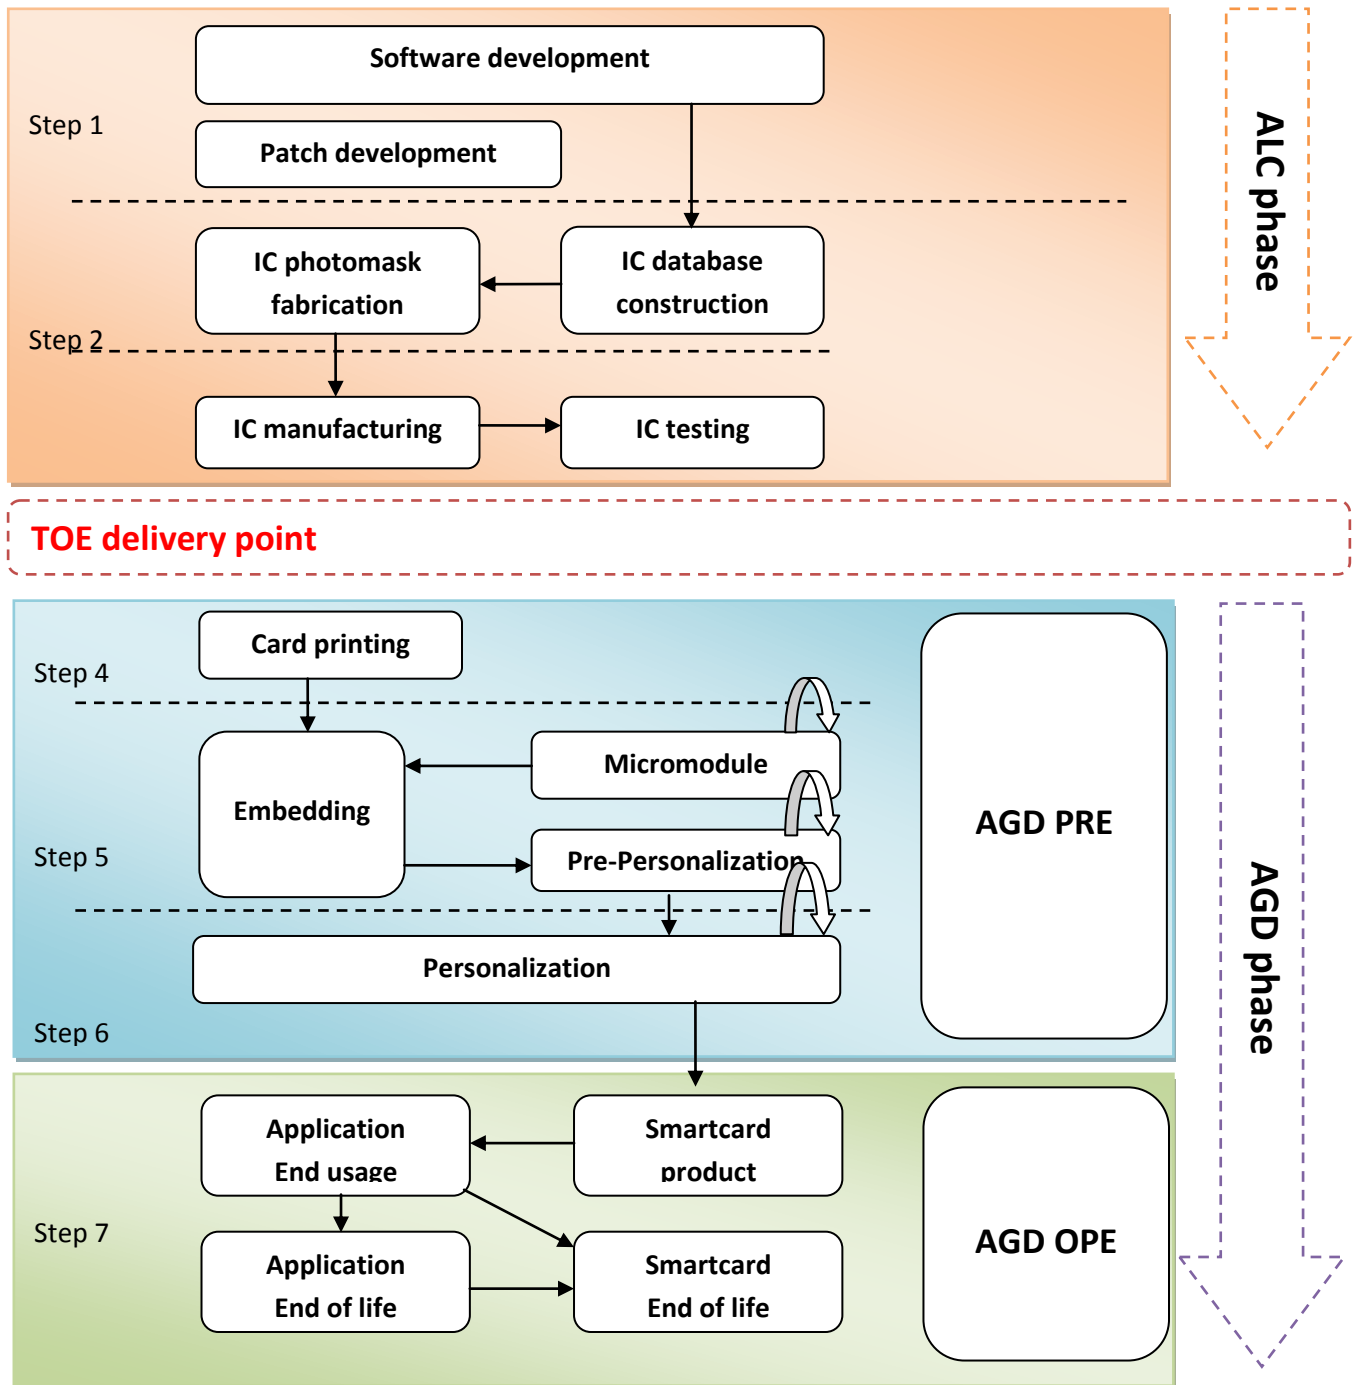 Software development
Step 1
Patch development
IC photomask
fabrication
IC database
construction
Step 2
IC manufacturing
IC testing
ALC phase
TOE delivery point
Card printing
Step 4
Micromodule
Embedding
Step 5
Pre-Personalization
Personalization
Step 6
AGD PRE
AGD phase
Application
End usage
Smartcard
product
Step 7
Application
End of life
Smartcard
End of life
AGD OPE